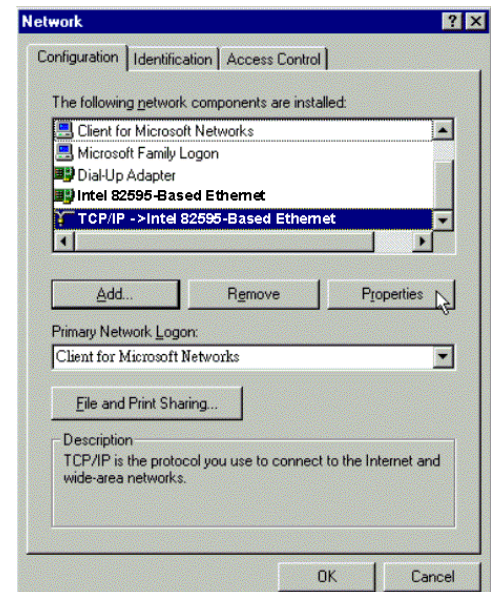 Network
Configuration Identification Access Control
The following network components are installed:
Client for Microsoft Networks
Microsoft Family Logon
Dial-Up Adapter
Intel 82595-Based Ethernet
TCP/IP ->Intel 82595-Based Ethernet
Add... Remove Properties
Primary Network Logon:
Client for Microsoft Networks
File and Print Sharing...
Description
TCP/IP is the protocol you use to connect to the Internet and
wide-area networks.
OK Cancel